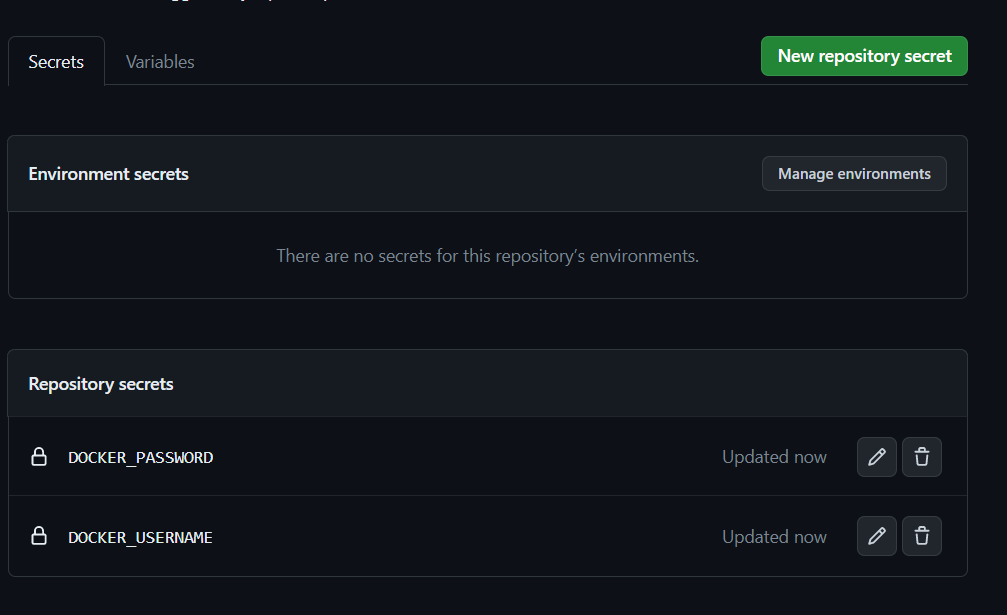 Secrets
Variables
New repository secret
Environment secrets
Manage environments
There are no secrets for this repository’s environments.
Repository secrets
DOCKER_PASSWORD
Updated now
DOCKER_USERNAME
Updated now